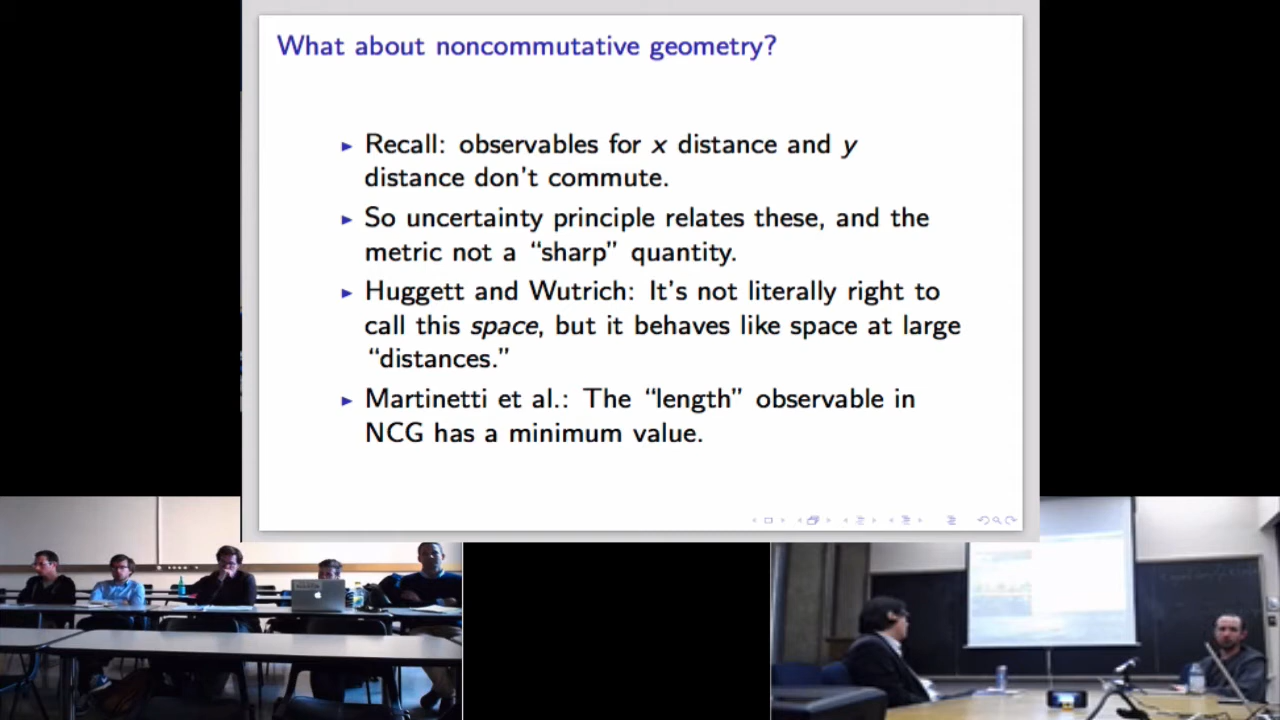 What about noncommutative geometry?
Recall: observables for x distance and y
distance don't commute.
So uncertainty principle relates these, and the
metric not a “sharp” quantity.
Huggett and Wutrich: It's not literally right to
call this space, but it behaves like space at large
“distances.”
Martinetti et al.: The “length” observable in
NCG has a minimum value.